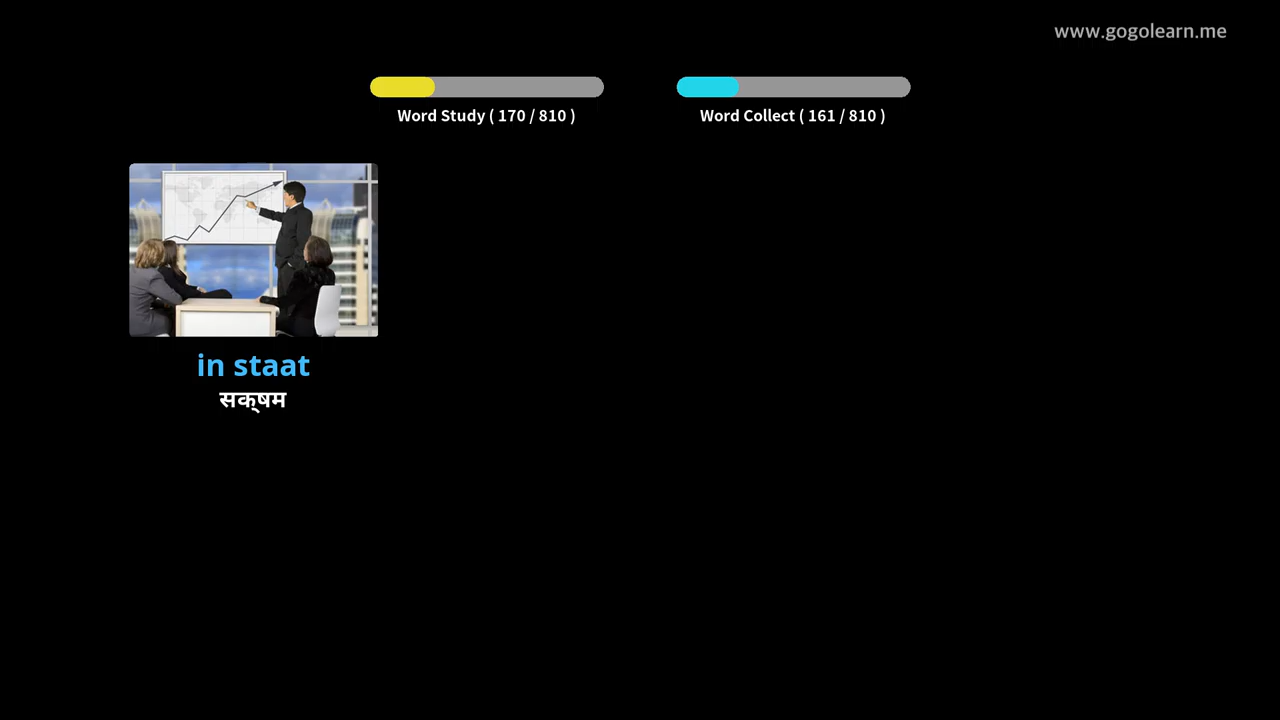 www.gogolearn.me
Word Study ( 170 / 810 )
Word Collect ( 161 / 810 )
in staat
सक्षम